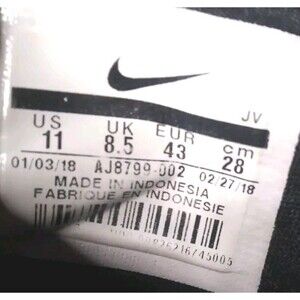 JV
US UK EUR cm
11 8.5 43 28
01/03/18 AJ8799-002 02/27/18
MADE IN INDONESIA
FABRIQUE EN INDONESIE